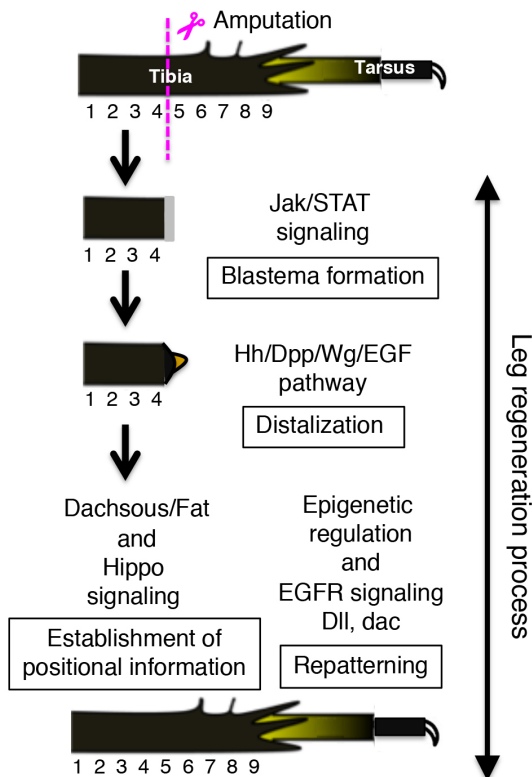 Amputation
Tibia
Tarsus
1 2 3 4 5 6 7 8 9
Jak/STAT
signaling
Blastema formation
1 2 3 4
Hh/Dpp/Wg/EGF
pathway
Distalization
1 2 3 4
Dachsous/Fat
and
Hippo
signaling
Establishment of
positional information
Epigenetic
regulation
and
EGFR signaling
Dll, dac
Repatterning
1 2 3 4 5 6 7 8 9
Leg regeneration process